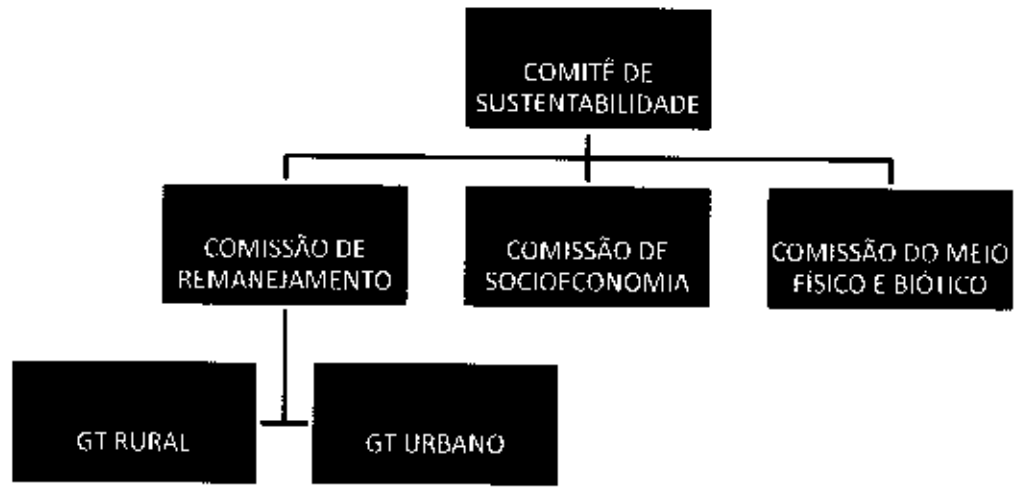 COMITÊ DE
SUSTENTABILIDADE
COMISSÃO DE
REMANEJAMENTO
COMISSÃO DE
SOCIOECONOMIA
COMISSÃO DO MEIO
FÍSICO E BIÓTICO
GT RURAL
GT URBANO